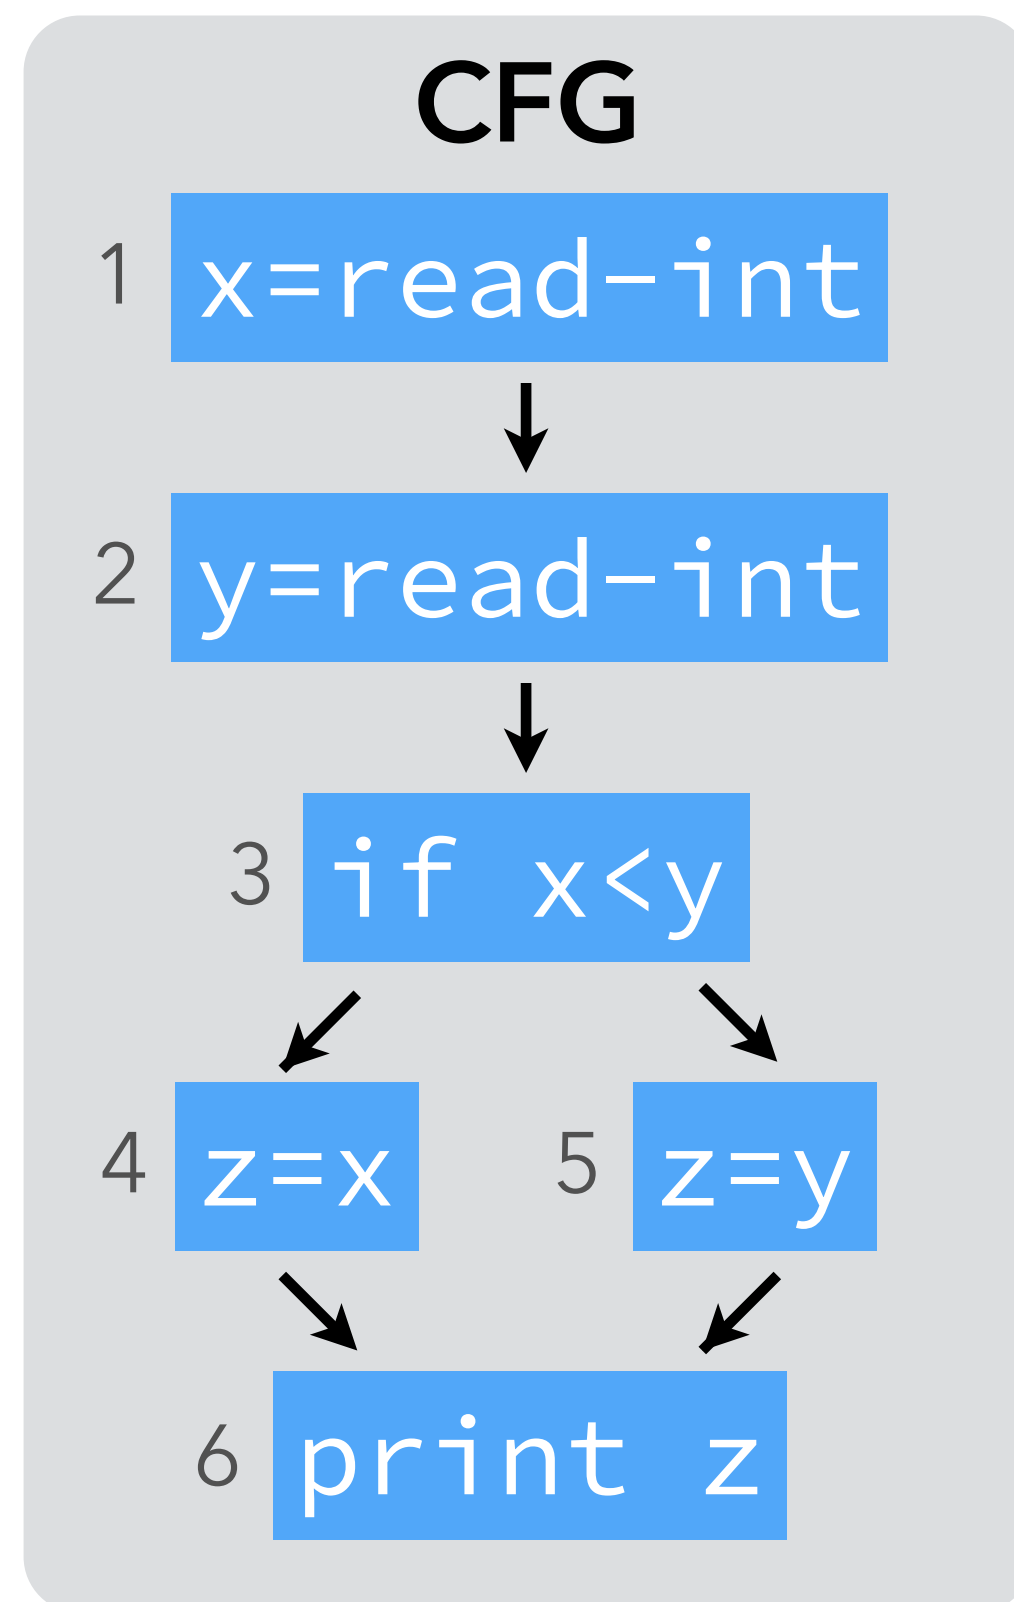 CFG
1 x=read-int
2 y=read-int
3 if x<y
4 z=x 5 z=y
6 print z